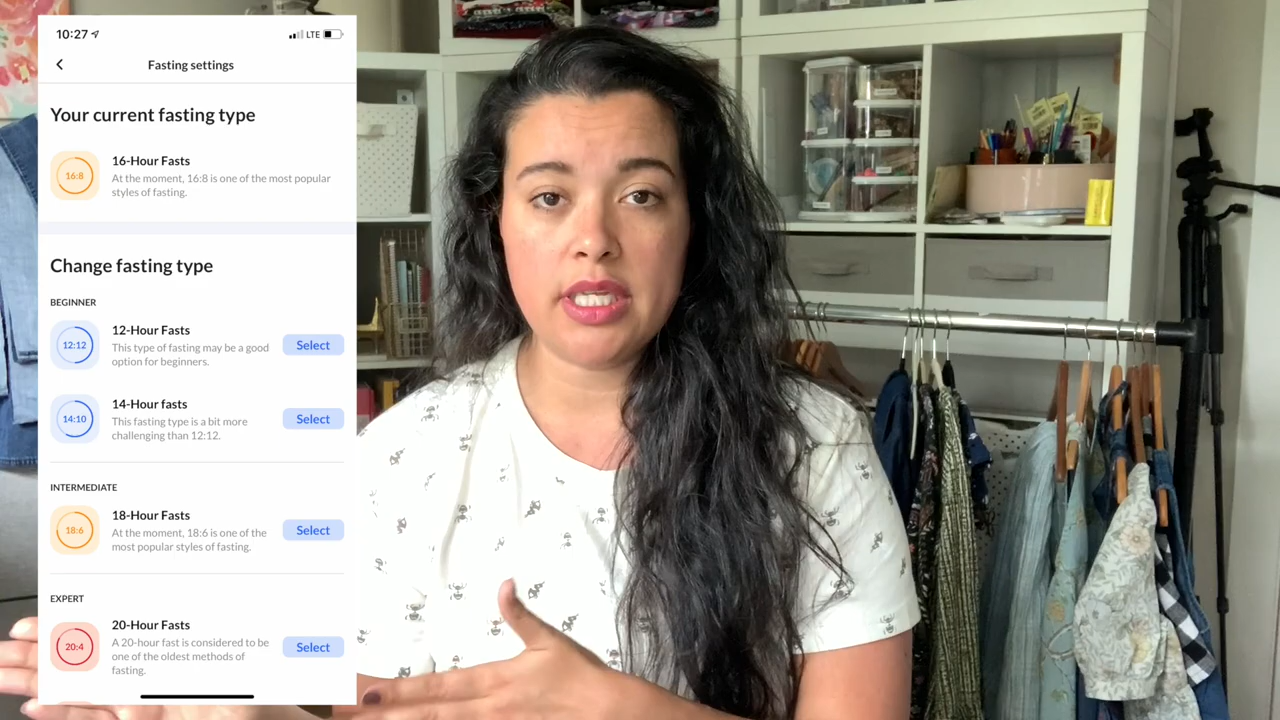 10:27
LTE
Fasting settings
Your current fasting type
16:8
16-Hour Fasts
At the moment, 16:8 is one of the most popular
styles of fasting.
Change fasting type
BEGINNER
12:12
12-Hour Fasts
This type of fasting may be a good
option for beginners.
Select
14:10
14-Hour fasts
This fasting type is a bit more
challenging than 12:12.
Select
INTERMEDIATE
18:6
18-Hour Fasts
At the moment, 18:6 is one of the
most popular styles of fasting.
Select
EXPERT
20:4
20-Hour Fasts
A 20-hour fast is considered to be
one of the oldest methods of
fasting.
Select